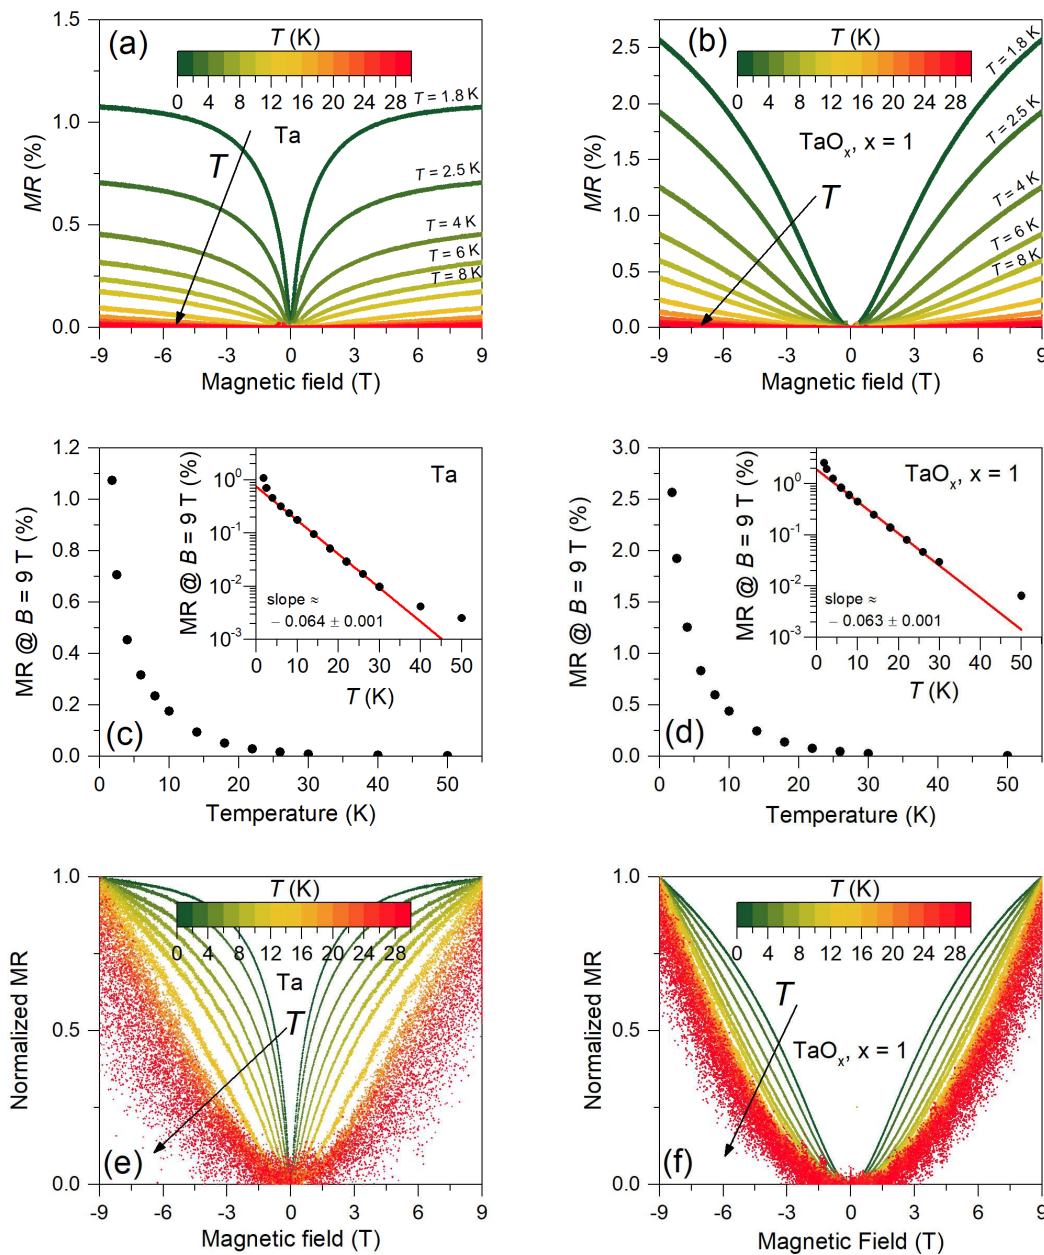 (a)
T (K)
0 4 8 12 16 20 24 28
Ta
T
T = 1.8 K
T = 2.5 K
T = 4 K
T = 6 K
T = 8 K
MR (%)
1.5
1.0
0.5
0.0
-9 -6 -3 0 3 6 9
Magnetic field (T)
(b)
T (K)
0 4 8 12 16 20 24 28
TaOₓ, x = 1
T
T = 1.8 K
T = 2.5 K
T = 4 K
T = 6 K
T = 8 K
MR (%)
2.5
2.0
1.5
1.0
0.5
0.0
-9 -6 -3 0 3 6 9
Magnetic field (T)
(c)
MR @ B = 9 T (%)
1.2
1.0
0.8
0.6
0.4
0.2
0.0
0 10 20 30 40 50
Temperature (K)
Ta
MR @ B = 9 T (%)
10⁰
10⁻¹
10⁻²
10⁻³
slope ≈
− 0.064 ± 0.001
0 10 20 30 40 50
T (K)
(d)
MR @ B = 9 T (%)
3.0
2.5
2.0
1.5
1.0
0.5
0.0
0 10 20 30 40 50
Temperature (K)
TaOₓ, x = 1
MR @ B = 9 T (%)
10⁰
10⁻¹
10⁻²
10⁻³
slope ≈
− 0.063 ± 0.001
0 10 20 30 40 50
T (K)
(e)
T (K)
0 4 8 12 16 20 24 28
Ta
T
Normalized MR
1.0
0.5
0.0
-9 -6 -3 0 3 6 9
Magnetic field (T)
(f)
T (K)
0 4 8 12 16 20 24 28
T
TaOₓ, x = 1
Normalized MR
1.0
0.5
0.0
-9 -6 -3 0 3 6 9
Magnetic Field (T)